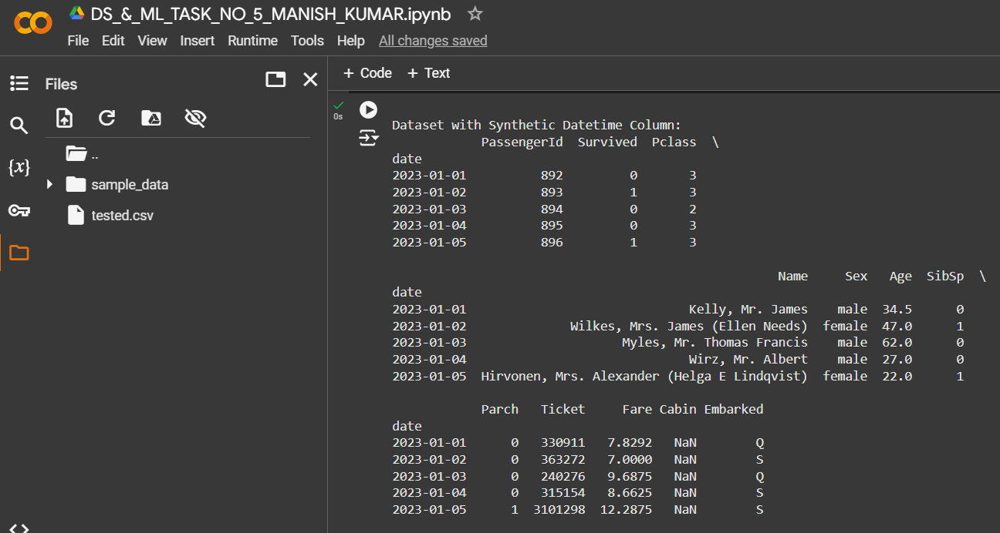 DS_&_ML_TASK_NO_5_MANISH_KUMAR.ipynb
File Edit View Insert Runtime Tools Help All changes saved
Files
+ Code + Text
..
sample_data
tested.csv
{x}
0s
Dataset with Synthetic Datetime Column:
            PassengerId  Survived  Pclass  \
date
2023-01-01          892         0       3
2023-01-02          893         1       3
2023-01-03          894         0       2
2023-01-04          895         0       3
2023-01-05          896         1       3
                                                    Name     Sex   Age  SibSp  \
date
2023-01-01                              Kelly, Mr. James    male  34.5      0
2023-01-02              Wilkes, Mrs. James (Ellen Needs)  female  47.0      1
2023-01-03                     Myles, Mr. Thomas Francis    male  62.0      0
2023-01-04                              Wirz, Mr. Albert    male  27.0      0
2023-01-05  Hirvonen, Mrs. Alexander (Helga E Lindqvist)  female  22.0      1
            Parch   Ticket     Fare Cabin Embarked
date
2023-01-01      0   330911   7.8292   NaN        Q
2023-01-02      0   363272   7.0000   NaN        S
2023-01-03      0   240276   9.6875   NaN        Q
2023-01-04      0   315154   8.6625   NaN        S
2023-01-05      1  3101298  12.2875   NaN        S